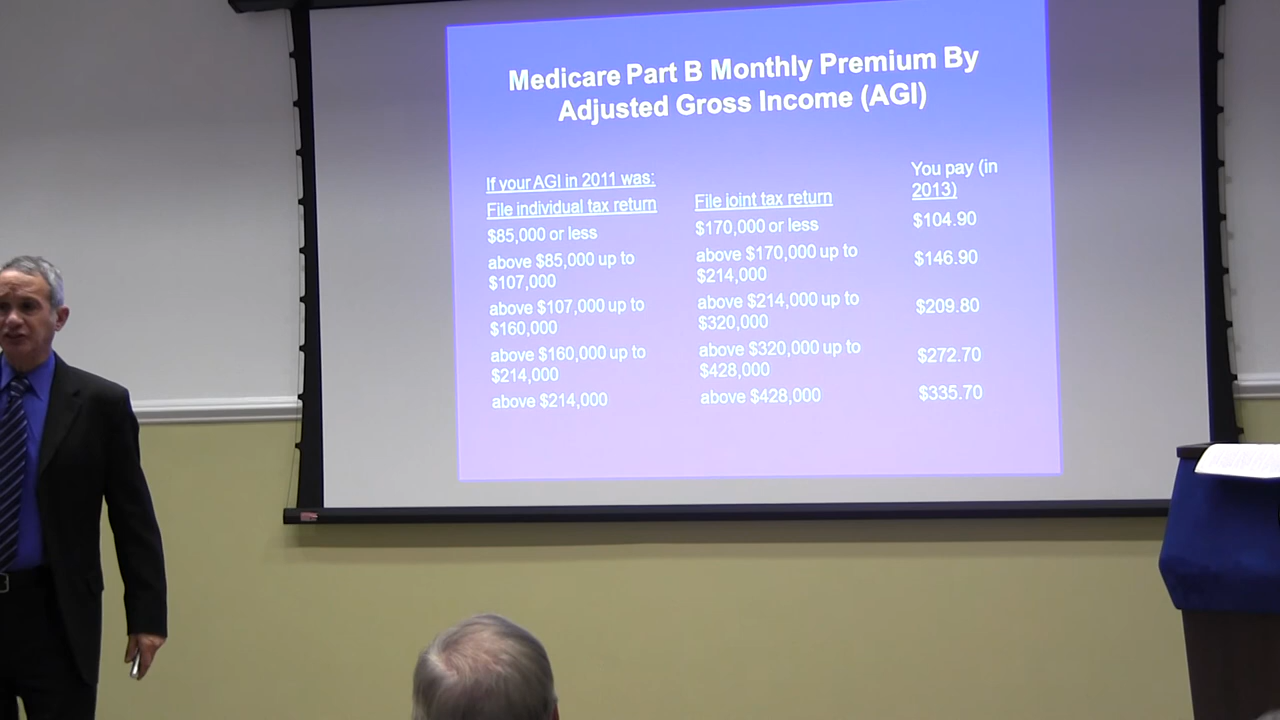 Medicare Part B Monthly Premium By
Adjusted Gross Income (AGI)
If your AGI in 2011 was:
File individual tax return
File joint tax return
You pay (in
2013)
$85,000 or less
$170,000 or less
$104.90
above $85,000 up to
$107,000
above $170,000 up to
$214,000
$146.90
above $107,000 up to
$160,000
above $214,000 up to
$320,000
$209.80
above $160,000 up to
$214,000
above $320,000 up to
$428,000
$272.70
above $214,000
above $428,000
$335.70